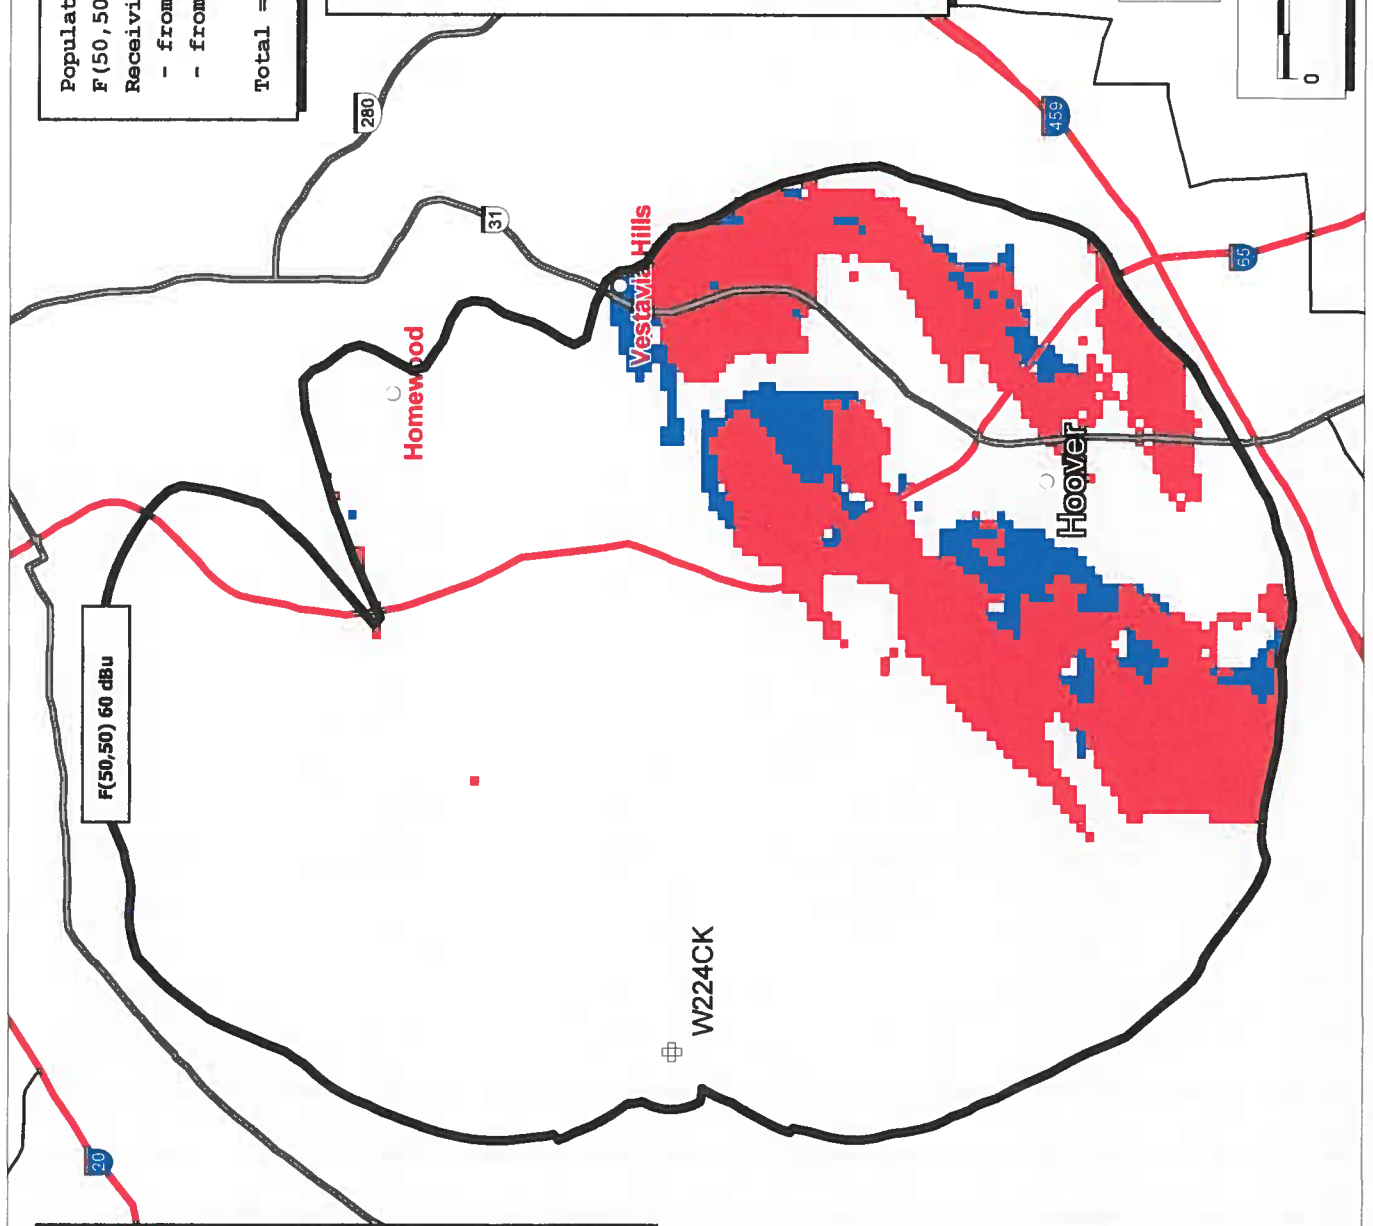 Populat
F(50,50
Receivi
- from
- from
Total =
280
31
459
65
20
0
Vestavia Hills
Homewood
Hoover
F(50,50) 60 dBu
W224CK